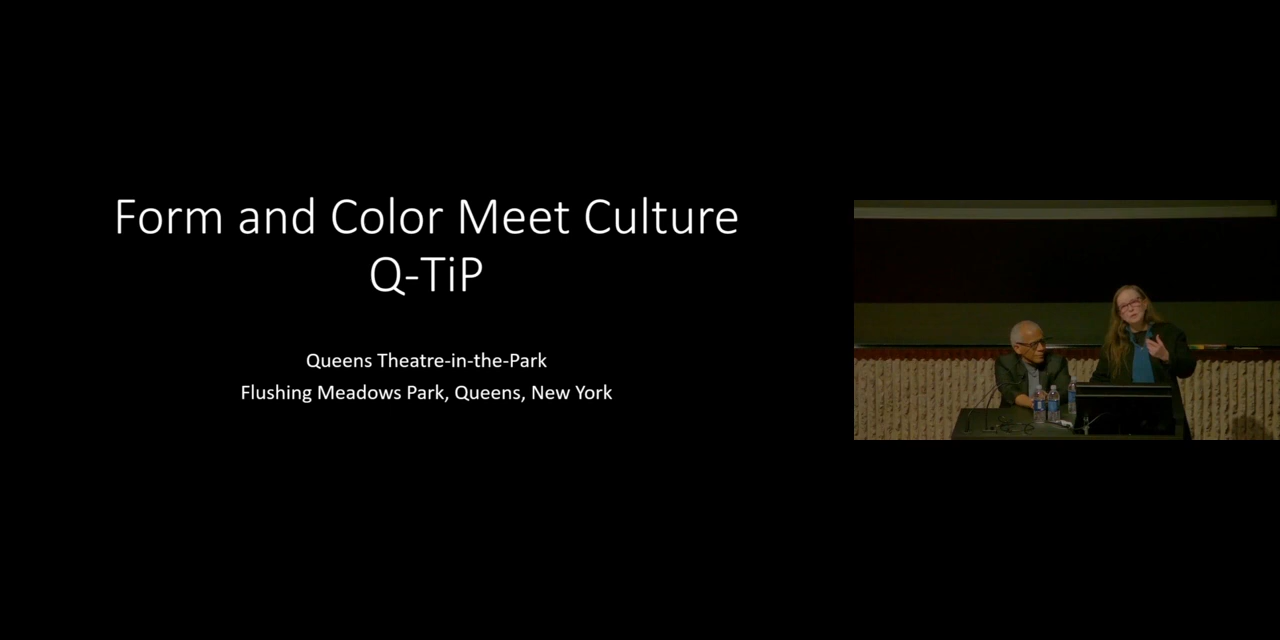 Form and Color Meet Culture
Q-TiP
Queens Theatre-in-the-Park
Flushing Meadows Park, Queens, New York